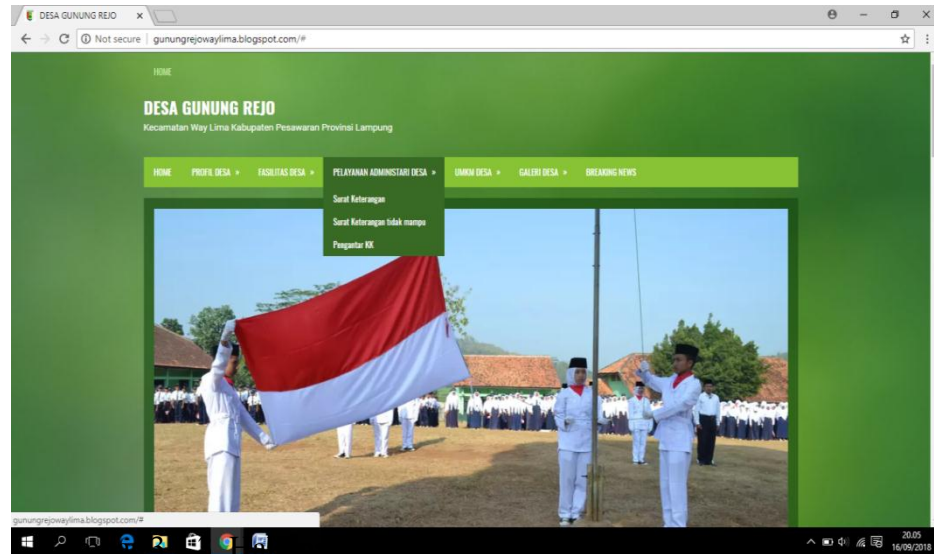 DESA GUNUNG REJO
Not secure | gunungrejowaylima.blogspot.com/#
HOME
DESA GUNUNG REJO
Kecamatan Way Lima Kabupaten Pesawaran Provinsi Lampung
HOME PROFIL DESA » FASILITAS DESA » PELAYANAN ADMINISTARI DESA » UMKM DESA » GALERI DESA » BREAKING NEWS
Surat Keterangan
Surat Keterangan tidak mampu
Pengantar KK
gunungrejowaylima.blogspot.com/#
20.05
16/09/2018